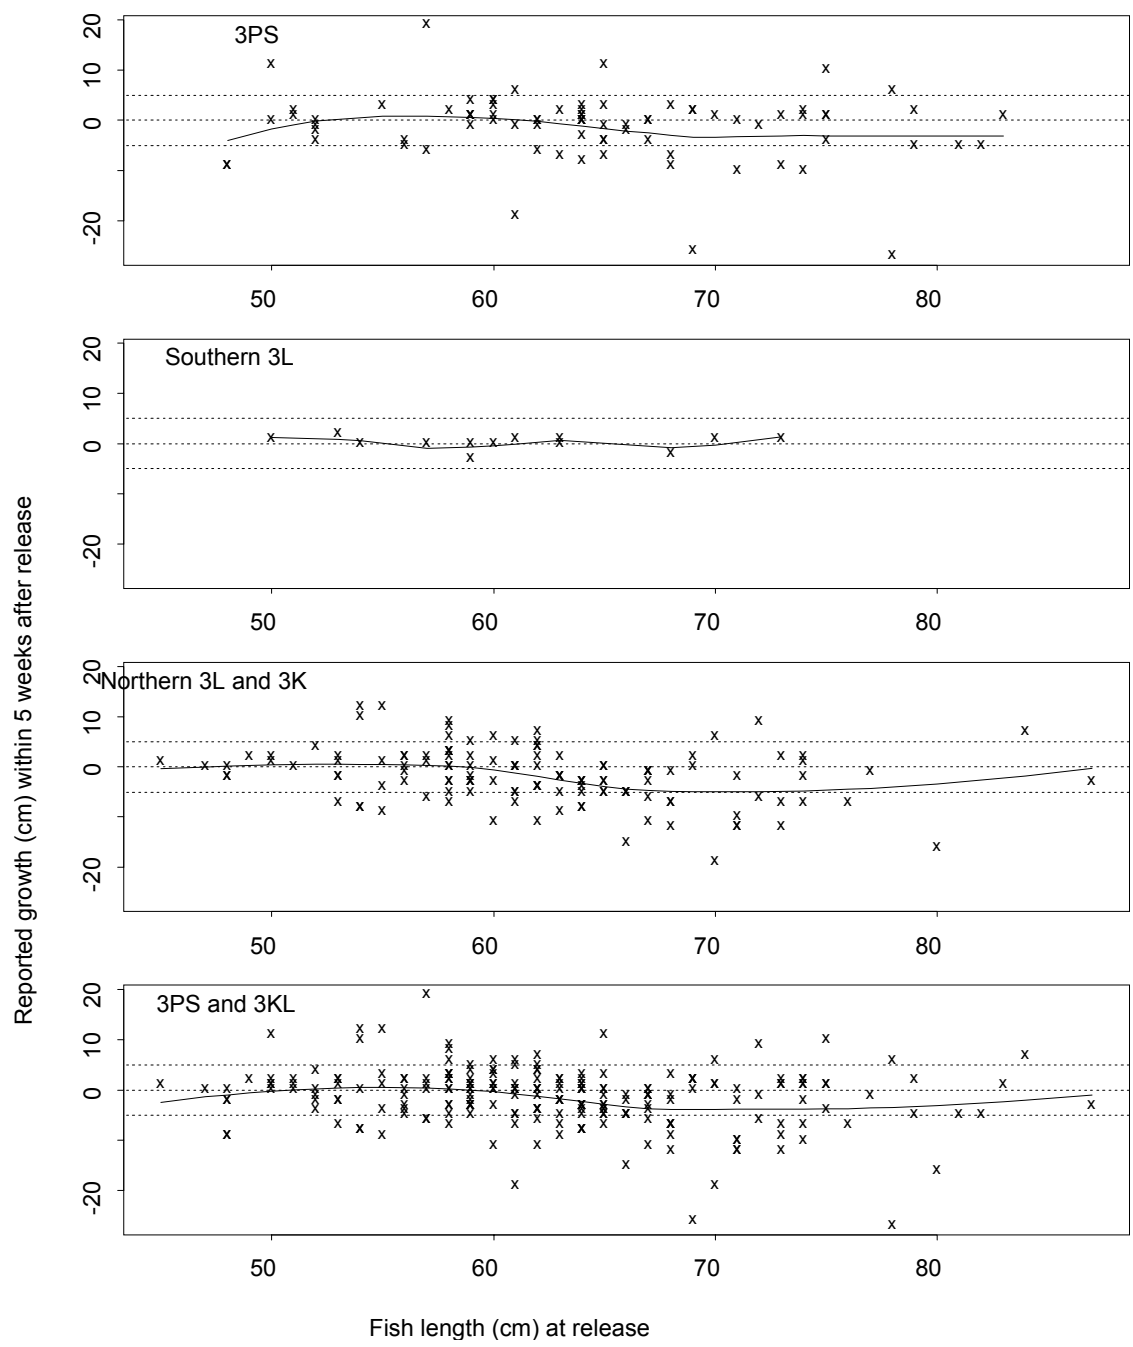 Reported growth (cm) within 5 weeks after release
3PS
20
10
0
-20
50 60 70 80
Southern 3L
20
10
0
-20
50 60 70 80
Northern 3L and 3K
20
10
0
-20
50 60 70 80
3PS and 3KL
20
10
0
-20
50 60 70 80
Fish length (cm) at release